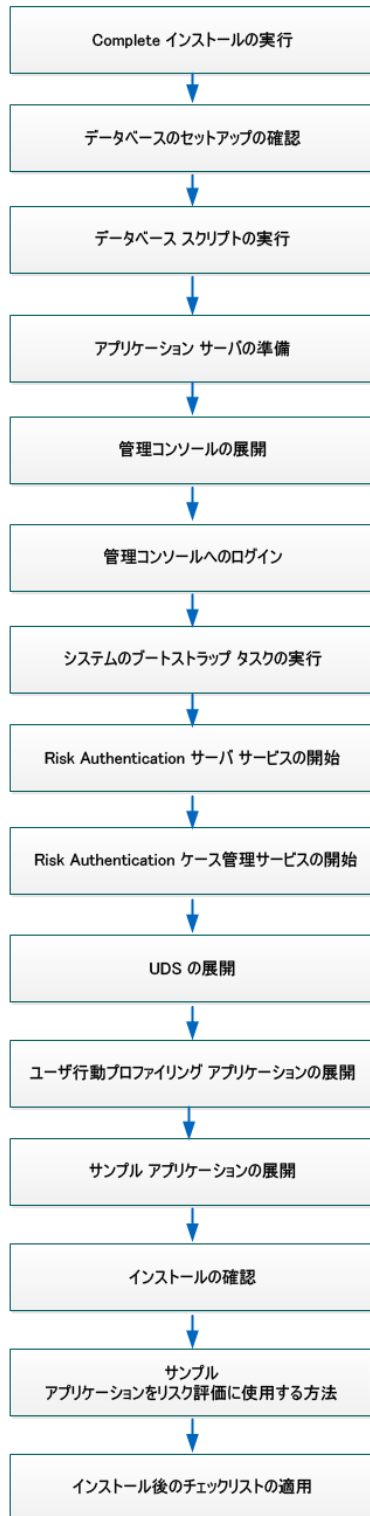 Complete インストールの実行
データベースのセットアップの確認
データベース スクリプトの実行
アプリケーション サーバの準備
管理コンソールの展開
管理コンソールへのログイン
システムのブートストラップ タスクの実行
Risk Authentication サーバ サービスの開始
Risk Authentication ケース管理サービスの開始
UDS の展開
ユーザ行動プロファイリング アプリケーションの展開
サンプル アプリケーションの展開
インストールの確認
サンプル
アプリケーションをリスク評価に使用する方法
インストール後のチェックリストの適用